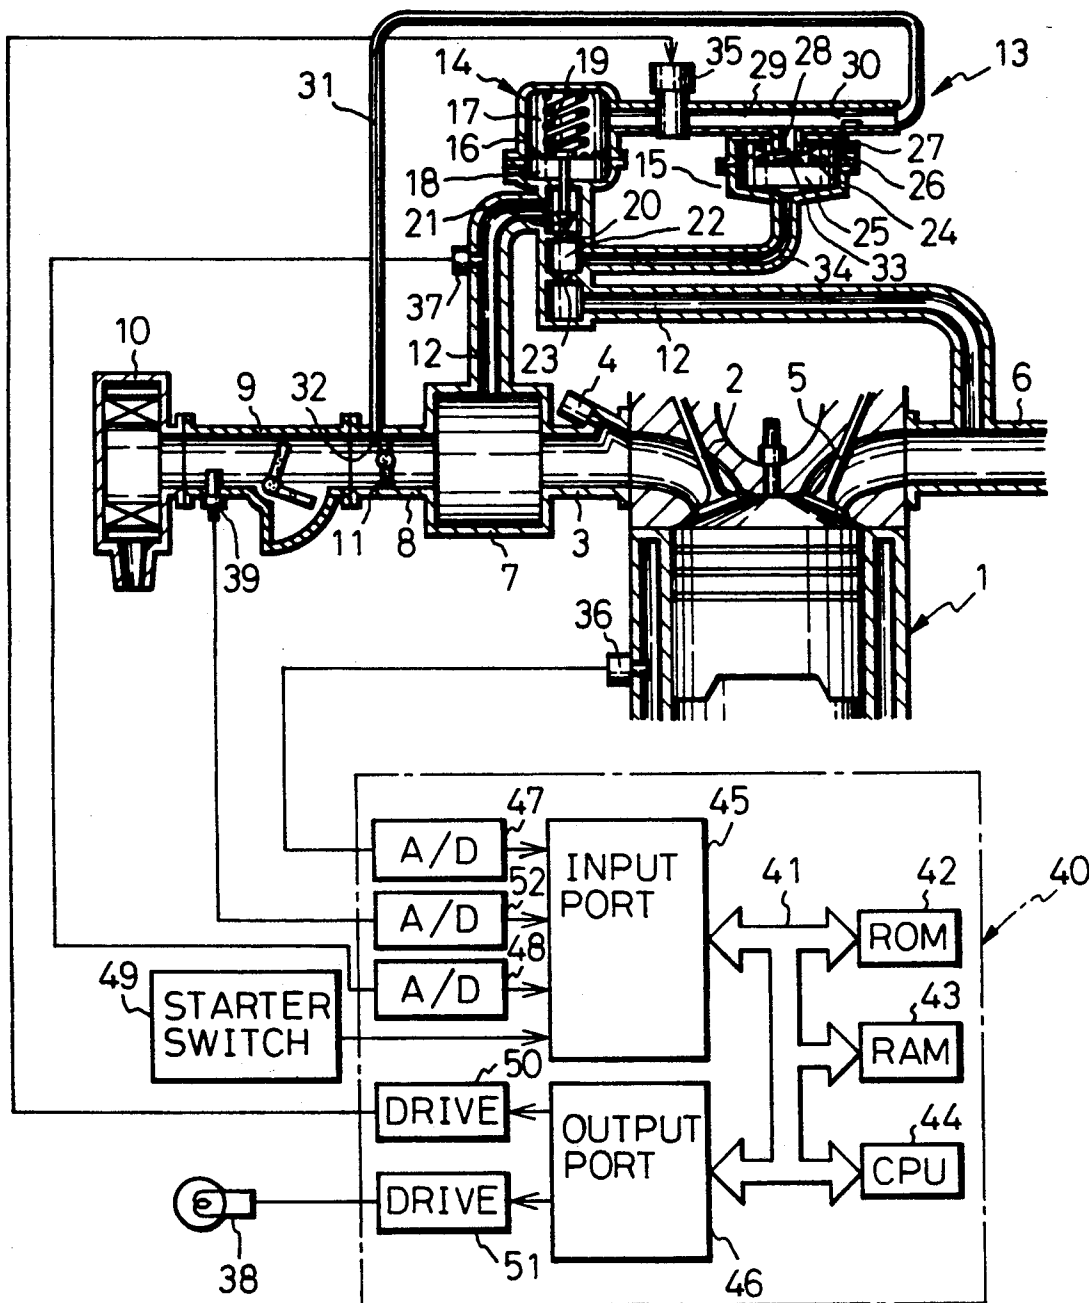 19 28 30
35 29 13
14
31 17
16 27
15 26
18 20
21 22 25 24
34 33
37
10 12 23 12
4 2 5 6
9 32
39 11 8 7 3
1
36
47 45
A/D INPUT PORT
52 41 42 40
A/D ROM
48
49 A/D
STARTER SWITCH 43
RAM
50
DRIVE OUTPUT PORT 44
CPU
DRIVE
38 51 46